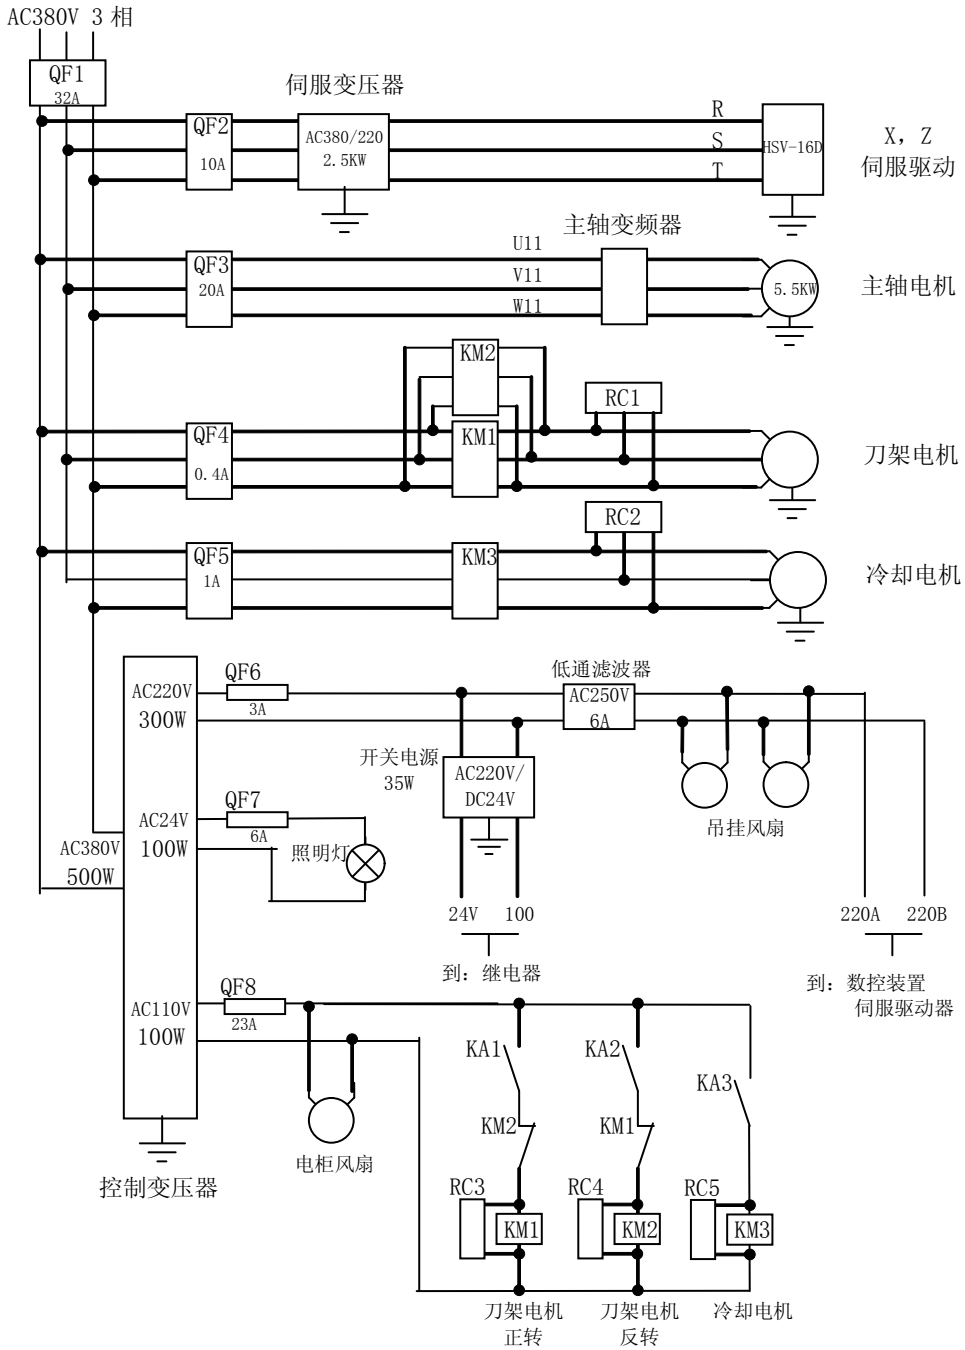 AC380V 3 相
QF1
32A
伺服变压器
QF2
10A
AC380/220
2.5KW
R
S
T
HSV-16D
X, Z
伺服驱动
主轴变频器
QF3
20A
U11
V11
W11
5.5KW
主轴电机
KM2
RC1
QF4
0.4A
KM1
刀架电机
RC2
QF5
1A
KM3
冷却电机
AC220V
300W
QF6
3A
低通滤波器
AC250V
6A
开关电源
35W
AC220V/
DC24V
吊挂风扇
AC24V
100W
QF7
6A
照明灯
AC380V
500W
24V 100
到: 继电器
220A 220B
到: 数控装置
伺服驱动器
AC110V
100W
QF8
23A
电柜风扇
控制变压器
KA1
KA2
KA3
KM2
KM1
RC3
RC4
RC5
KM1
KM2
KM3
刀架电机
正转
刀架电机
反转
冷却电机